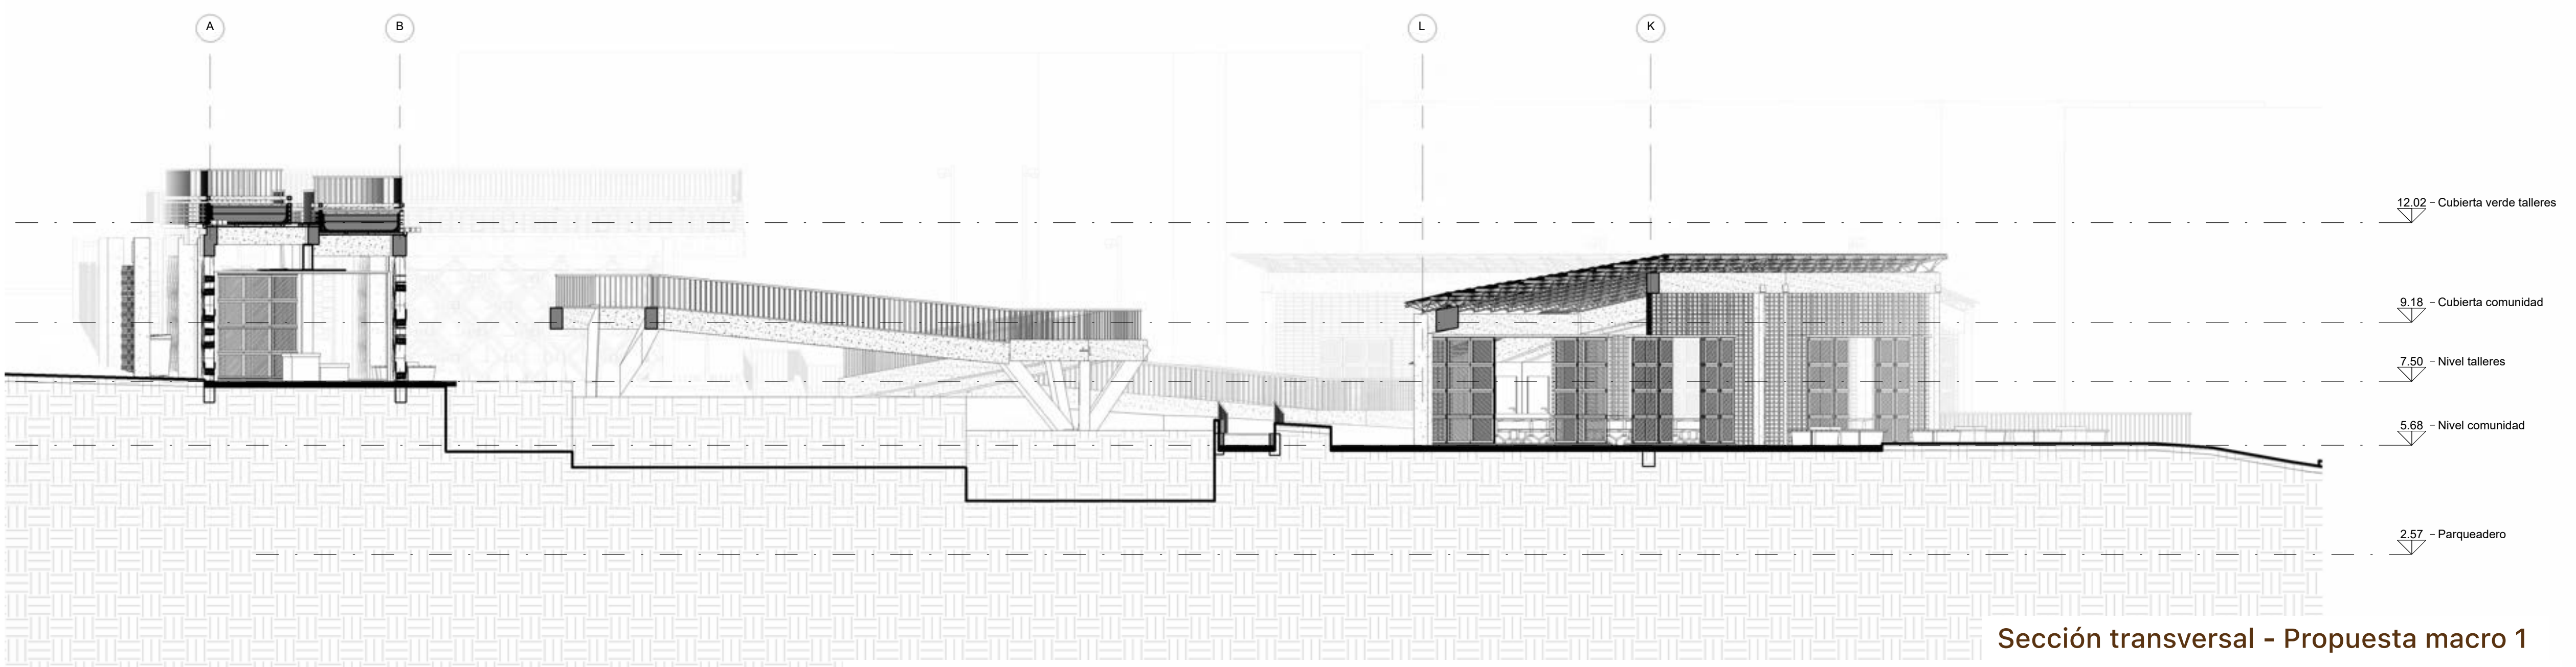 A
B
L
K
12.02 - Cubierta verde talleres
9.18 - Cubierta comunidad
7.50 - Nivel talleres
5.68 - Nivel comunidad
2.57 - Parqueadero
Sección transversal - Propuesta macro 1